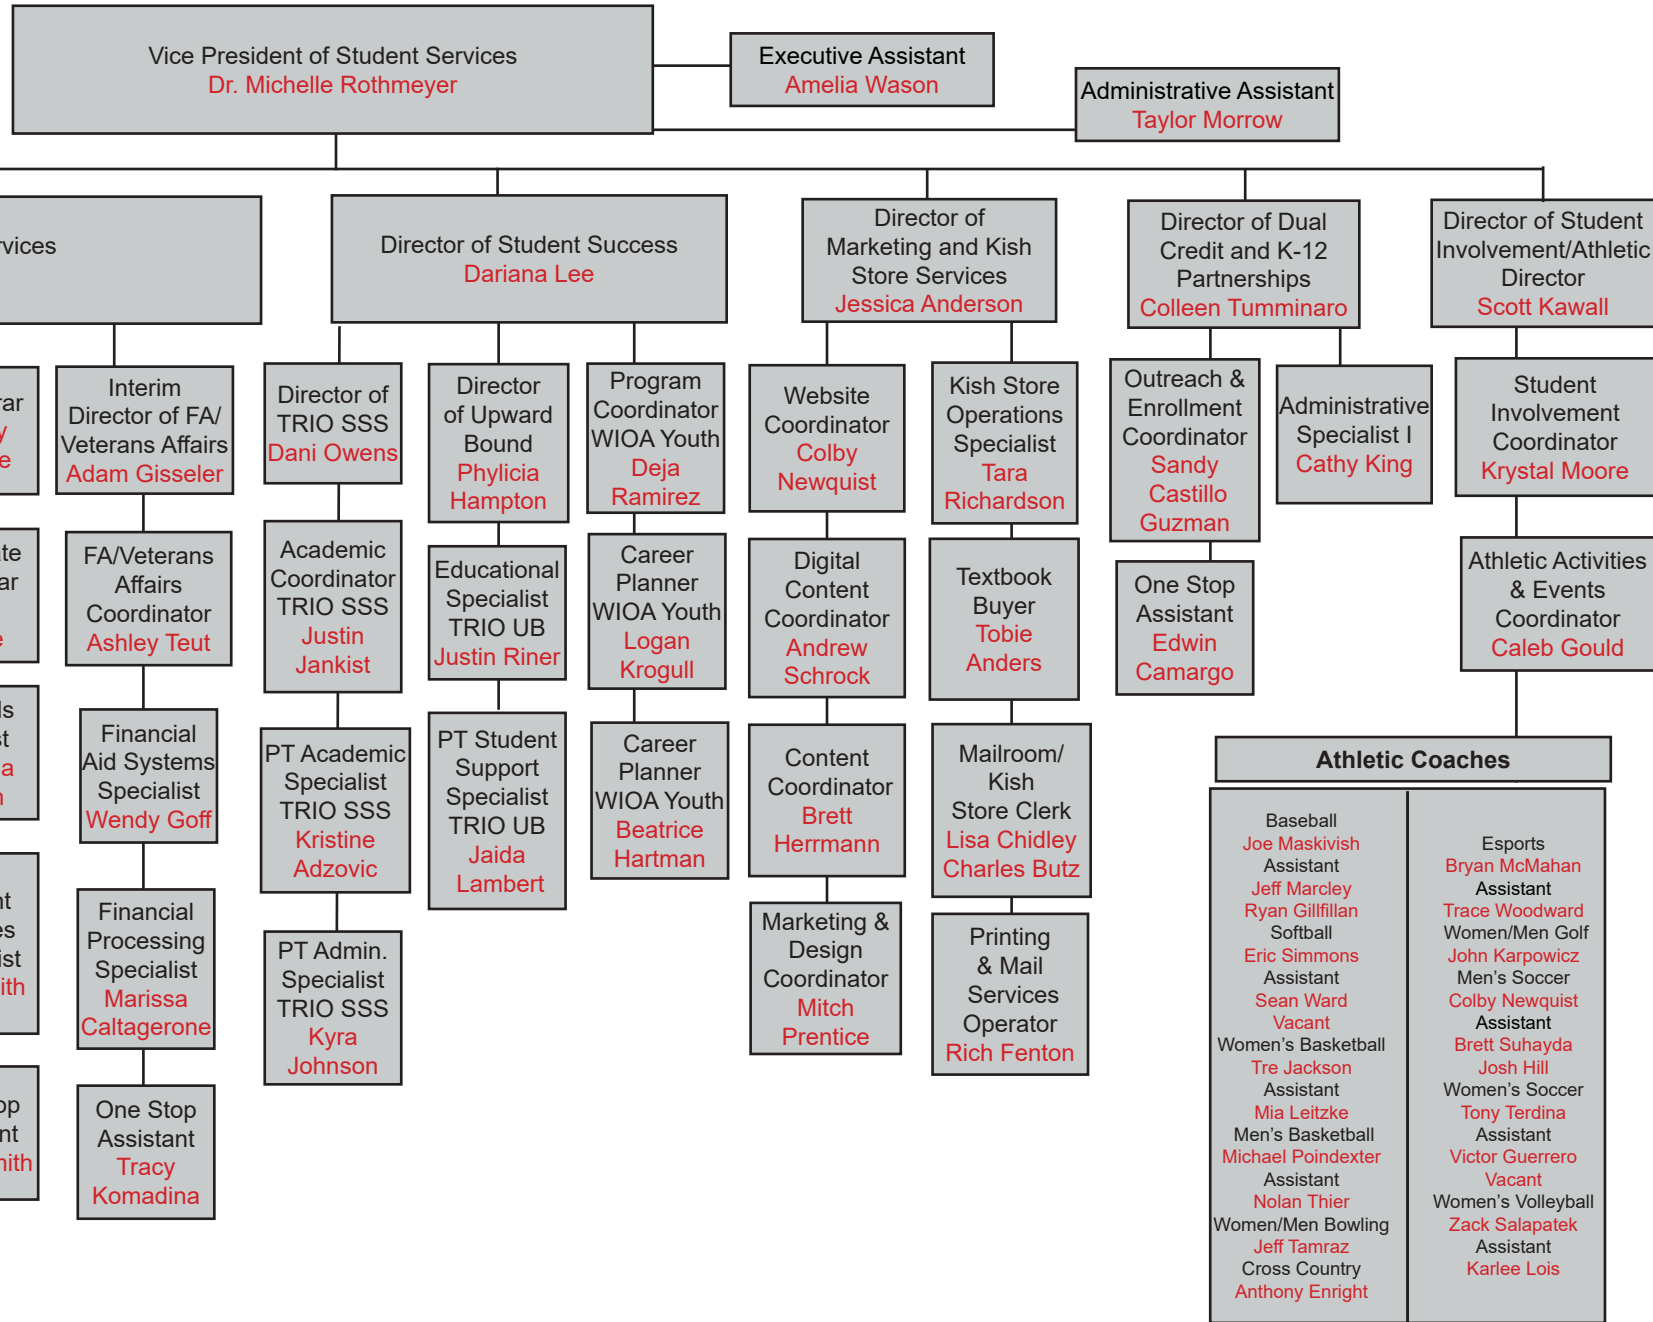 Vice President of Student Services
Dr. Michelle Rothmeyer
Executive Assistant
Amelia Wason
Administrative Assistant
Taylor Morrow
Director of Student Success
Dariana Lee
Director of
Marketing and Kish
Store Services
Jessica Anderson
Director of Dual
Credit and K-12
Partnerships
Colleen Tumminaro
Director of Student
Involvement/Athletic
Director
Scott Kawall
Interim
Director of FA/
Veterans Affairs
Adam Gisseler
FA/Veterans
Affairs
Coordinator
Ashley Teut
Financial
Aid Systems
Specialist
Wendy Goff
Financial
Processing
Specialist
Marissa
Caltagerone
One Stop
Assistant
Tracy
Komadina
Director of
TRIO SSS
Dani Owens
Academic
Coordinator
TRIO SSS
Justin
Jankist
PT Academic
Specialist
TRIO SSS
Kristine
Adzovic
PT Admin.
Specialist
TRIO SSS
Kyra
Johnson
Director
of Upward
Bound
Phylicia
Hampton
Educational
Specialist
TRIO UB
Justin Riner
PT Student
Support
Specialist
TRIO UB
Jaida
Lambert
Program
Coordinator
WIOA Youth
Deja
Ramirez
Career
Planner
WIOA Youth
Logan
Krogull
Career
Planner
WIOA Youth
Beatrice
Hartman
Website
Coordinator
Colby
Newquist
Digital
Content
Coordinator
Andrew
Schrock
Content
Coordinator
Brett
Herrmann
Marketing &
Design
Coordinator
Mitch
Prentice
Kish Store
Operations
Specialist
Tara
Richardson
Textbook
Buyer
Tobie
Anders
Mailroom/
Kish
Store Clerk
Lisa Chidley
Charles Butz
Printing
& Mail
Services
Operator
Rich Fenton
Outreach &
Enrollment
Coordinator
Sandy
Castillo
Guzman
One Stop
Assistant
Edwin
Camargo
Administrative
Specialist I
Cathy King
Student
Involvement
Coordinator
Krystal Moore
Athletic Activities
& Events
Coordinator
Caleb Gould
Athletic Coaches
Baseball
Joe Maskivish
Assistant
Jeff Marcley
Ryan Gillfillan
Softball
Eric Simmons
Assistant
Sean Ward
Vacant
Women's Basketball
Tre Jackson
Assistant
Mia Leitzke
Men's Basketball
Michael Poindexter
Assistant
Nolan Thier
Women/Men Bowling
Jeff Tamraz
Cross Country
Anthony Enright
Esports
Bryan McMahan
Assistant
Trace Woodward
Women/Men Golf
John Karpowicz
Men's Soccer
Colby Newquist
Assistant
Brett Suhayda
Josh Hill
Women's Soccer
Tony Terdina
Assistant
Victor Guerrero
Vacant
Women's Volleyball
Zack Salapatek
Assistant
Karlee Lois